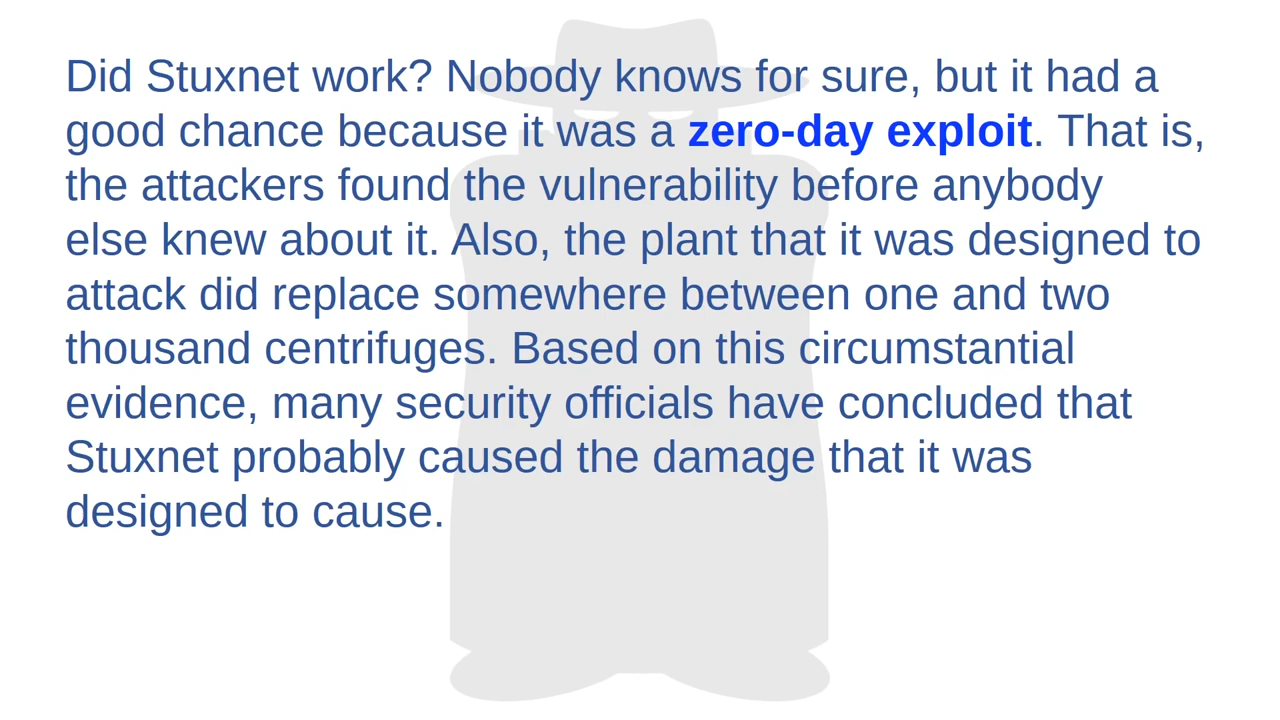 Did Stuxnet work? Nobody knows for sure, but it had a
good chance because it was a zero-day exploit. That is,
the attackers found the vulnerability before anybody
else knew about it. Also, the plant that it was designed to
attack did replace somewhere between one and two
thousand centrifuges. Based on this circumstantial
evidence, many security officials have concluded that
Stuxnet probably caused the damage that it was
designed to cause.